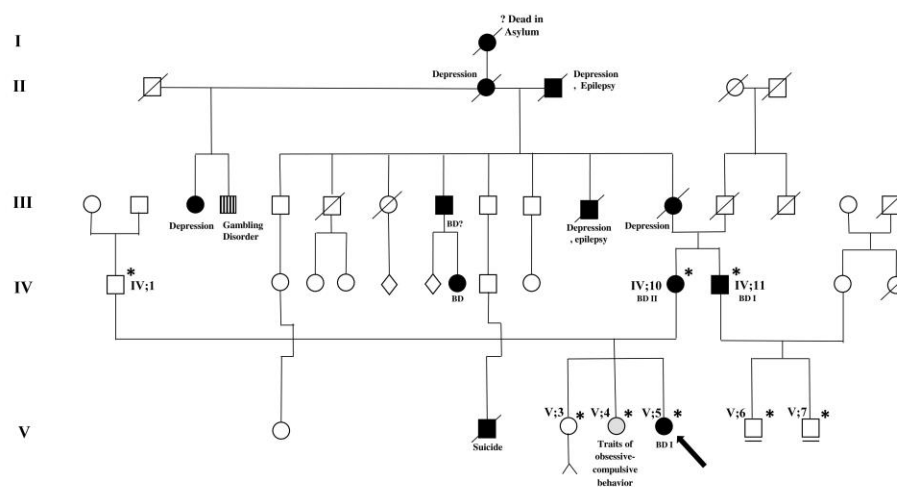 I
? Dead in
Asylum
II
Depression
Depression
, Epilepsy
III
Depression
Gambling
Disorder
BD?
Depression
, epilepsy
Depression
IV
*
IV;1
BD
IV;10
*
BD II
*
IV;11
BD I
V
Suicide
V;3
*
V;4
*
Traits of
obsessive-
compulsive
behavior
V;5
*
BD I
V;6
*
V;7
*